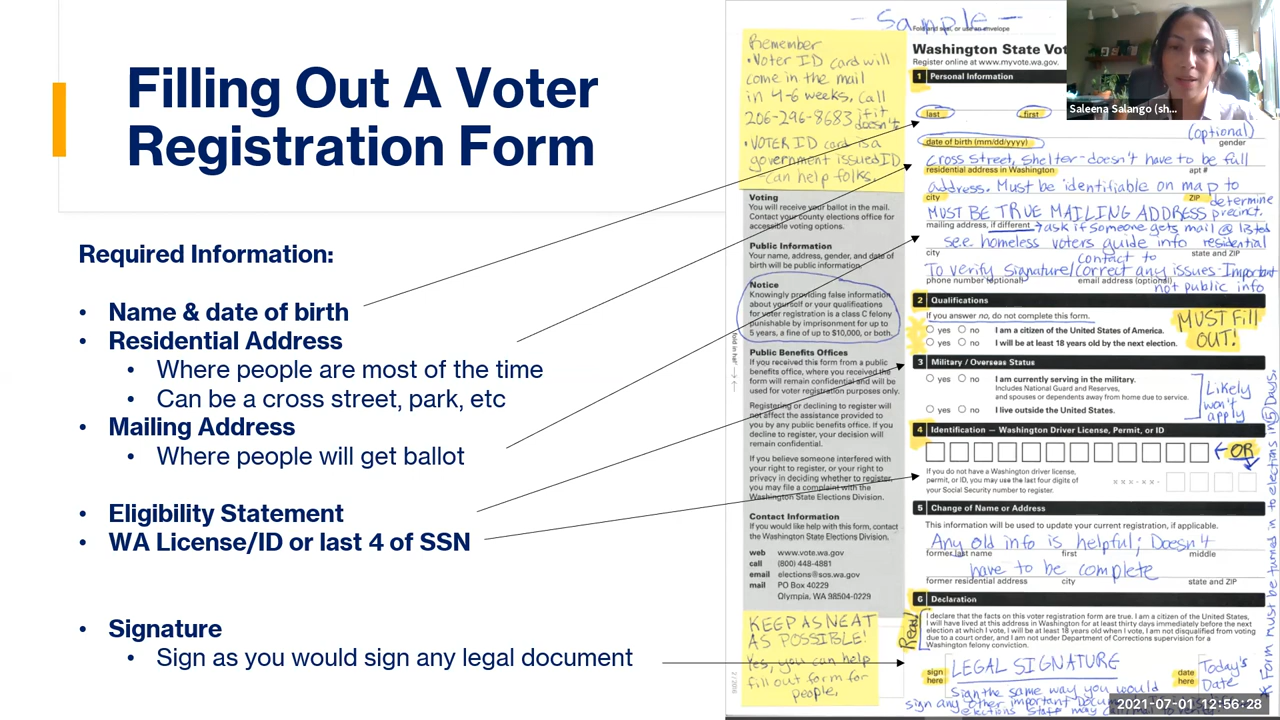 Filling Out A Voter
Registration Form
Required Information:
• Name & date of birth
• Residential Address
• Where people are most of the time
• Can be a cross street, park, etc
• Mailing Address
• Where people will get ballot
• Eligibility Statement
• WA License/ID or last 4 of SSN
• Signature
• Sign as you would sign any legal document
- Sample -
Fold and seal, or use an envelope
Remember
• Voter ID card will
come in the mail
in 4-6 weeks. Call
206-296-8683 if it
doesn't
• VOTER ID card is a
government issued ID
can help folks.
Voting
You will receive your ballot in the mail.
Contact your county elections office for
accessible voting options.
Public Information
Your name, address, gender, and date of
birth will be public information.
Notice
Knowingly providing false information
about yourself or your qualifications
for voter registration is a class C felony
punishable by imprisonment for up to
5 years, a fine of up to $10,000, or both.
fold in half
Public Benefits Offices
If you received this form from a public
benefits office, where you received the
form will remain confidential and will be
used for voter registration purposes only.
Registering or declining to register will
not affect the assistance provided to
you by any public benefits office. If you
decline to register, your decision will
remain confidential.
If you believe someone interfered with
your right to register, or your right to
privacy in deciding whether to register,
you may file a complaint with the
Washington State Elections Division.
Contact Information
If you would like help with this form, contact
the Washington State Elections Division.
web www.vote.wa.gov
call (800) 448-4881
email elections@sos.wa.gov
mail PO Box 40229
Olympia, WA 98504-0229
KEEP AS NEAT
AS POSSIBLE!
Yes, you can help
fill out form for
people.
2/2016
Washington State Vot
Register online at www.myvote.wa.gov.
1 Personal Information
last first
(optional)
date of birth (mm/dd/yyyy) gender
Cross Street, Shelter - doesn't have to be full
residential address in Washington apt #
address. Must be identifiable on map to
city ZIP determine
MUST BE TRUE MAILING ADDRESS precinct.
mailing address, if different → ask if someone gets mail @ listed
see homeless voters guide info residential
city state and ZIP
contact to
To verify Signature/correct any issues - Important
phone number (optional) email address (optional)
not public info
2 Qualifications
If you answer no, do not complete this form.
yes no I am a citizen of the United States of America.
yes no I will be at least 18 years old by the next election.
MUST Fill
OUT!
3 Military / Overseas Status
yes no I am currently serving in the military.
Includes National Guard and Reserves,
and spouses or dependents away from home due to service.
yes no I live outside the United States.
Likely
won't
apply
4 Identification — Washington Driver License, Permit, or ID
← OR
If you do not have a Washington driver license,
permit, or ID, you may use the last four digits of
your Social Security number to register.
x x x - x x -
5 Change of Name or Address
This information will be used to update your current registration, if applicable.
Any old info is helpful; Doesn't
former last name first middle
have to be complete
former residential address city state and ZIP
6 Declaration
Read
I declare that the facts on this voter registration form are true. I am a citizen of the United States,
I will have lived at this address in Washington for at least thirty days immediately before the next
election at which I vote, I will be at least 18 years old when I vote, I am not disqualified from voting
due to a court order, and I am not under Department of Corrections supervision for a
Washington felony conviction.
sign
here
LEGAL SIGNATURE
date
here
Today's
Date
Sign the same way you would
sign any other important Document
elections staff may
* Form must be turned in to elections in 5 Days.
Saleena Salango (sh...
2021-07-01 12:56:28